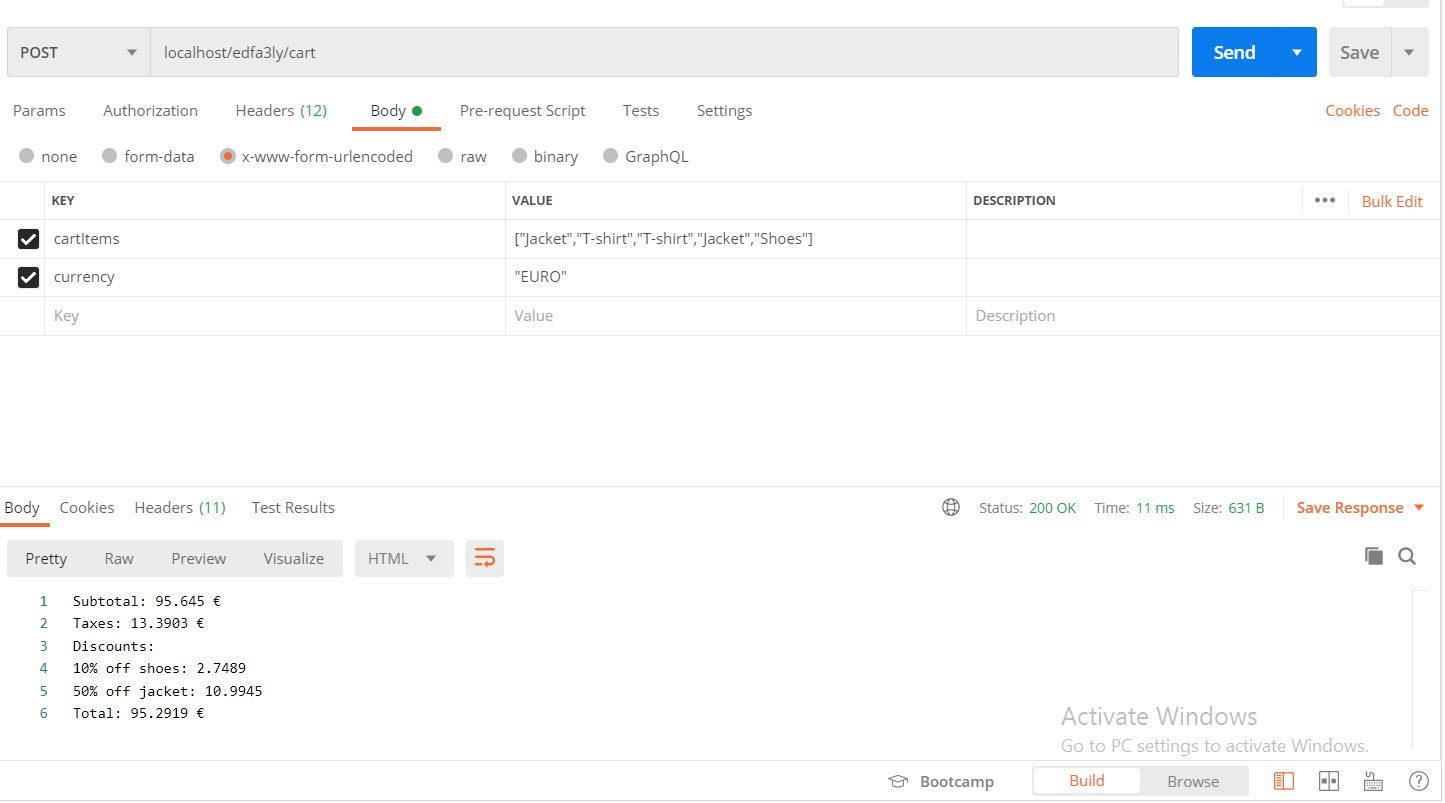 POST localhost/edfa3ly/cart Send Save
Params Authorization Headers (12) Body Pre-request Script Tests Settings Cookies Code
none form-data x-www-form-urlencoded raw binary GraphQL
KEY VALUE DESCRIPTION ••• Bulk Edit
cartItems ["Jacket","T-shirt","T-shirt","Jacket","Shoes"]
currency "EURO"
Key Value Description
Body Cookies Headers (11) Test Results Status: 200 OK Time: 11 ms Size: 631 B Save Response
Pretty Raw Preview Visualize HTML
1 Subtotal: 95.645 €
2 Taxes: 13.3903 €
3 Discounts:
4 10% off shoes: 2.7489
5 50% off jacket: 10.9945
6 Total: 95.2919 €
Activate Windows
Go to PC settings to activate Windows.
Bootcamp Build Browse